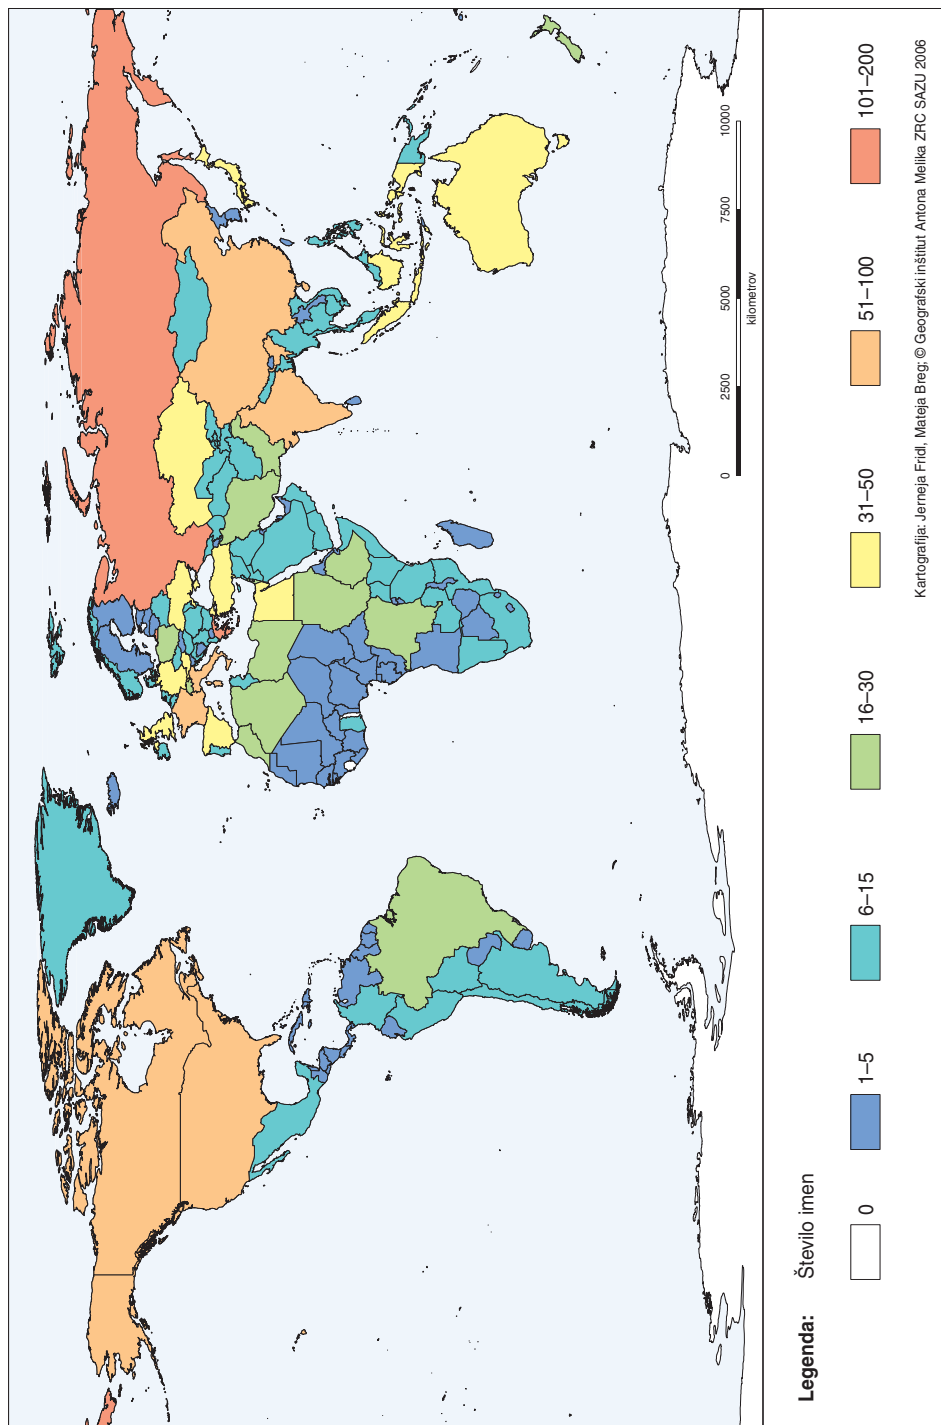 0 2500 5000 7500 10000
kilometrov
Legenda: Število imen
0 1–5 6–15 16–30 31–50 51–100 101–200
Kartografija: Jerneja Fridl, Mateja Breg; © Geografski inštitut Antona Melika ZRC SAZU 2006